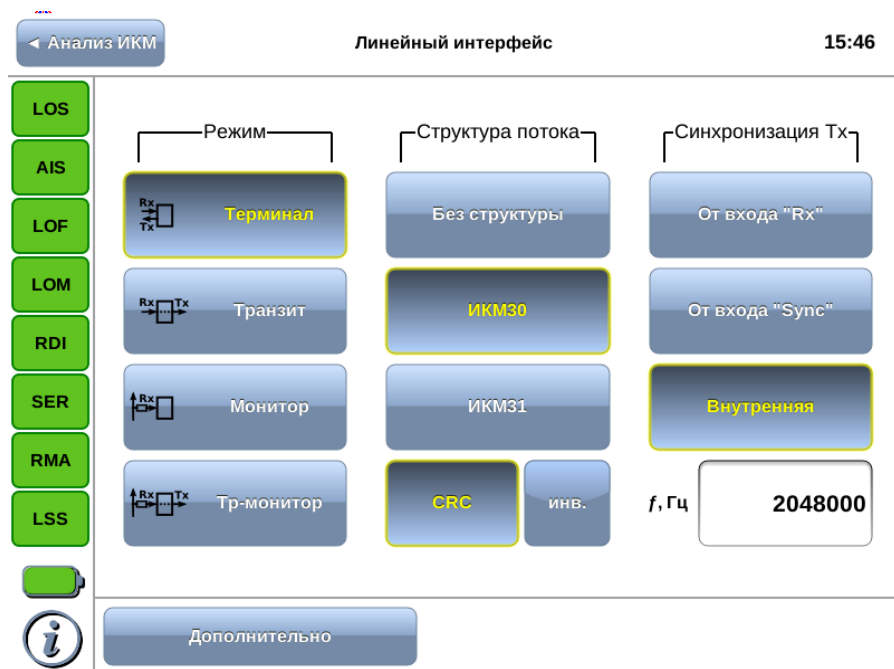 ◄ Анализ ИКМ
Линейный интерфейс
15:46
LOS
AIS
LOF
LOM
RDI
SER
RMA
LSS
Режим
Rx
Tx
Терминал
Rx Tx
Транзит
Rx
Монитор
Rx Tx
Тр-монитор
Структура потока
Без структуры
ИКМ30
ИКМ31
CRC
инв.
Синхронизация Tx
От входа "Rx"
От входа "Sync"
Внутренняя
f, Гц
2048000
i
Дополнительно